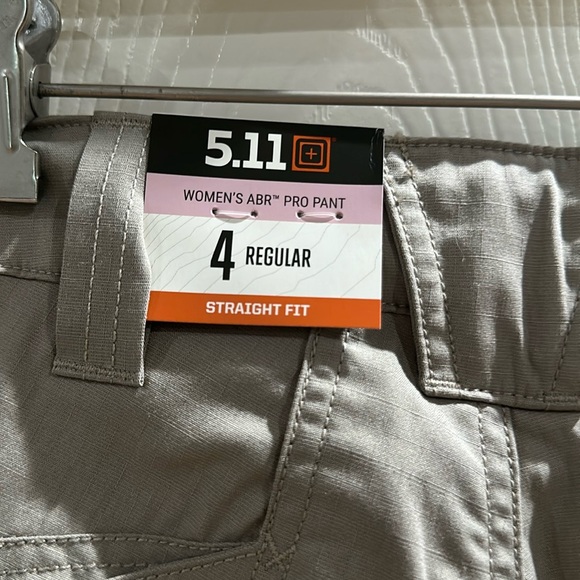 5.11
WOMEN'S ABR™ PRO PANT
4 REGULAR
STRAIGHT FIT